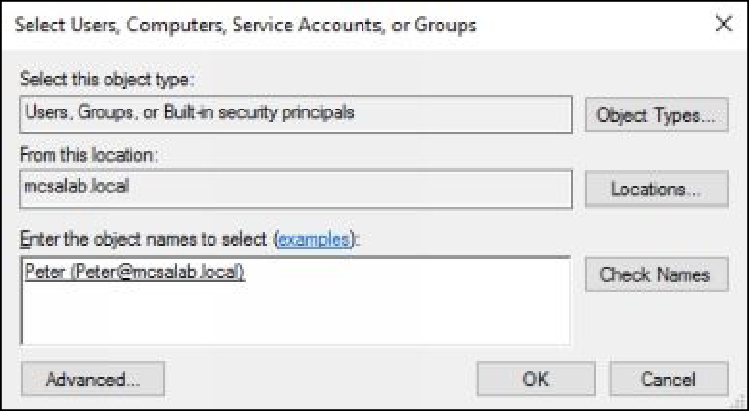 Select Users, Computers, Service Accounts, or Groups
Select this object type:
Users, Groups, or Built-in security principals
Object Types...
From this location:
mcsalab.local
Locations...
Enter the object names to select (examples):
Peter (Peter@mcsalab.local)
Check Names
Advanced...
OK
Cancel